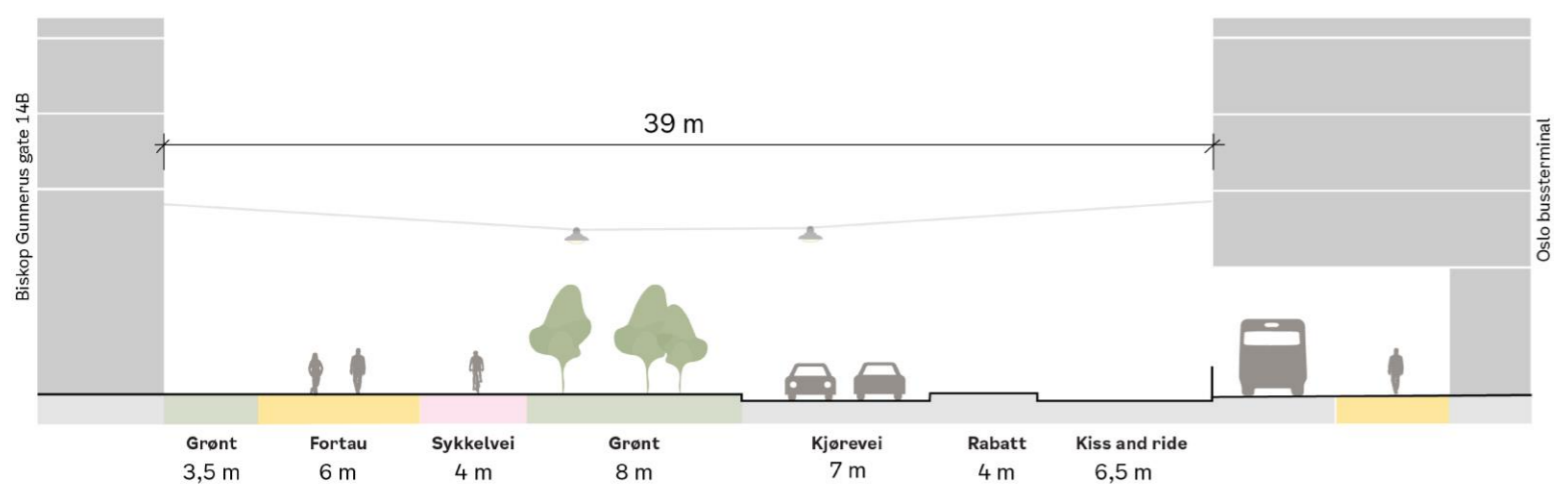 Biskop Gunnerus gate 14B
39 m
Oslo bussterminal
Grønt
3,5 m
Fortau
6 m
Sykkelvei
4 m
Grønt
8 m
Kjørevei
7 m
Rabatt
4 m
Kiss and ride
6,5 m